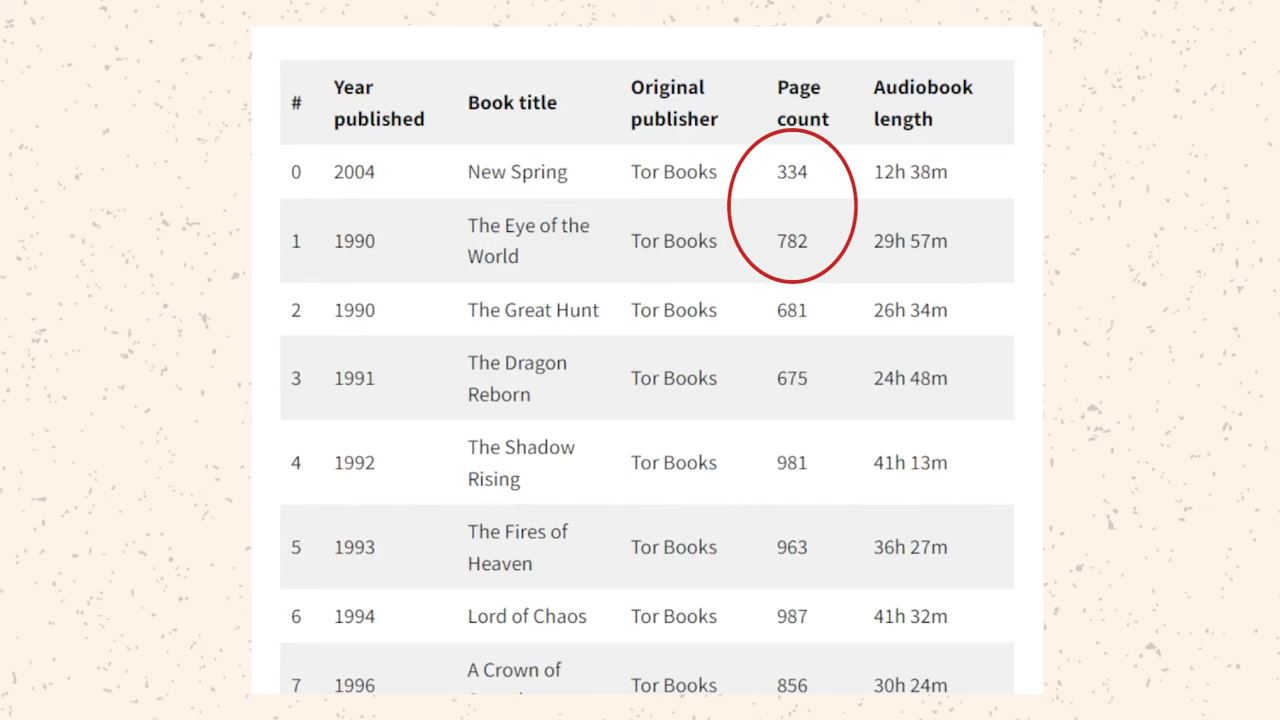 # Year published Book title Original publisher Page count Audiobook length
0 2004 New Spring Tor Books 334 12h 38m
1 1990 The Eye of the World Tor Books 782 29h 57m
2 1990 The Great Hunt Tor Books 681 26h 34m
3 1991 The Dragon Reborn Tor Books 675 24h 48m
4 1992 The Shadow Rising Tor Books 981 41h 13m
5 1993 The Fires of Heaven Tor Books 963 36h 27m
6 1994 Lord of Chaos Tor Books 987 41h 32m
7 1996 A Crown of Tor Books 856 30h 24m